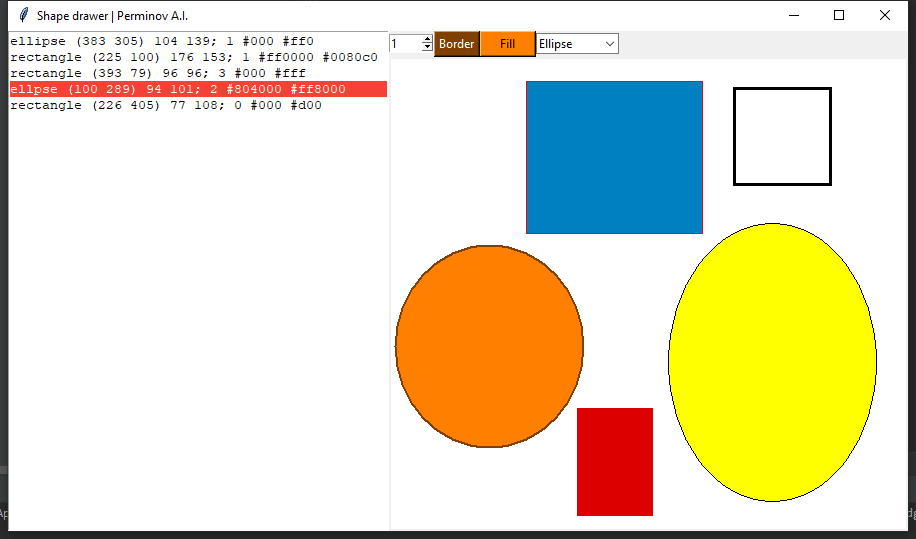 Shape drawer | Perminov A.I.
ellipse (383 305) 104 139; 1 #000 #ff0
rectangle (225 100) 176 153; 1 #ff0000 #0080c0
rectangle (393 79) 96 96; 3 #000 #fff
ellpse (100 289) 94 101; 2 #804000 #ff8000
rectangle (226 405) 77 108; 0 #000 #d00
1 Border Fill Ellipse